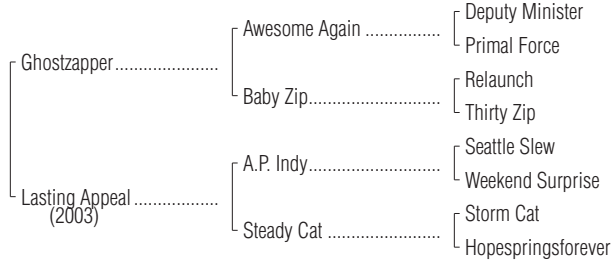 Deputy Minister
Awesome Again ..................
Primal Force
Ghostzapper......................
Relaunch
Baby Zip............................
Thirty Zip
Seattle Slew
A.P. Indy............................
Weekend Surprise
Lasting Appeal ..................
(2003)
Storm Cat
Steady Cat ........................
Hopespringsforever